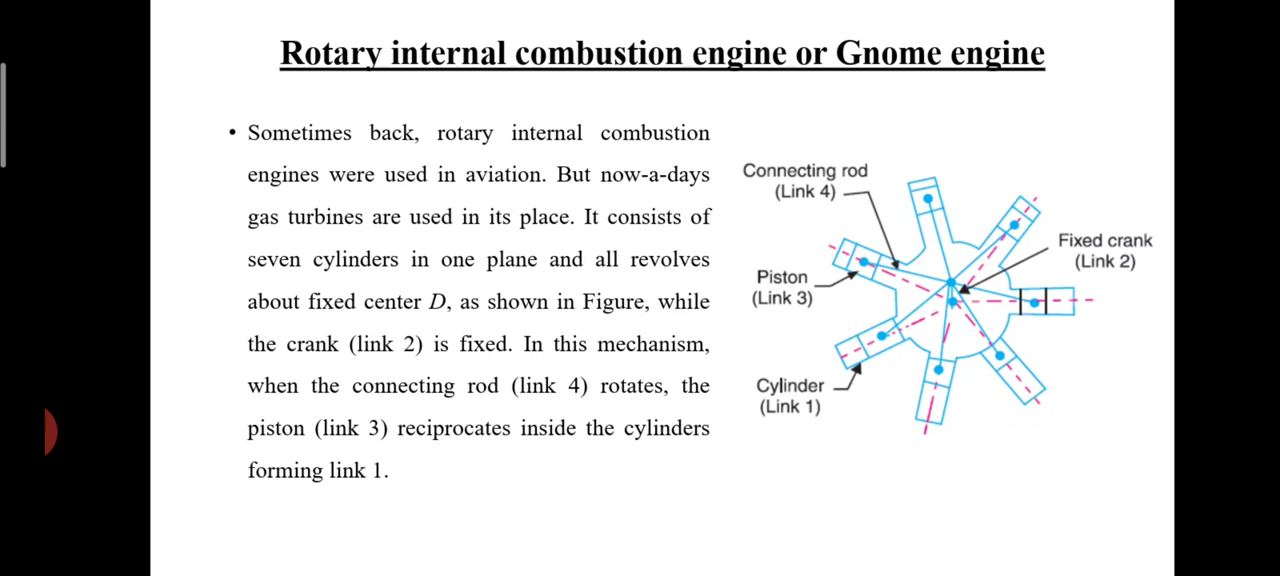 Rotary internal combustion engine or Gnome engine
• Sometimes back, rotary internal combustion
engines were used in aviation. But now-a-days
gas turbines are used in its place. It consists of
seven cylinders in one plane and all revolves
about fixed center D, as shown in Figure, while
the crank (link 2) is fixed. In this mechanism,
when the connecting rod (link 4) rotates, the
piston (link 3) reciprocates inside the cylinders
forming link 1.
Connecting rod
(Link 4)
Fixed crank
(Link 2)
Piston
(Link 3)
Cylinder
(Link 1)